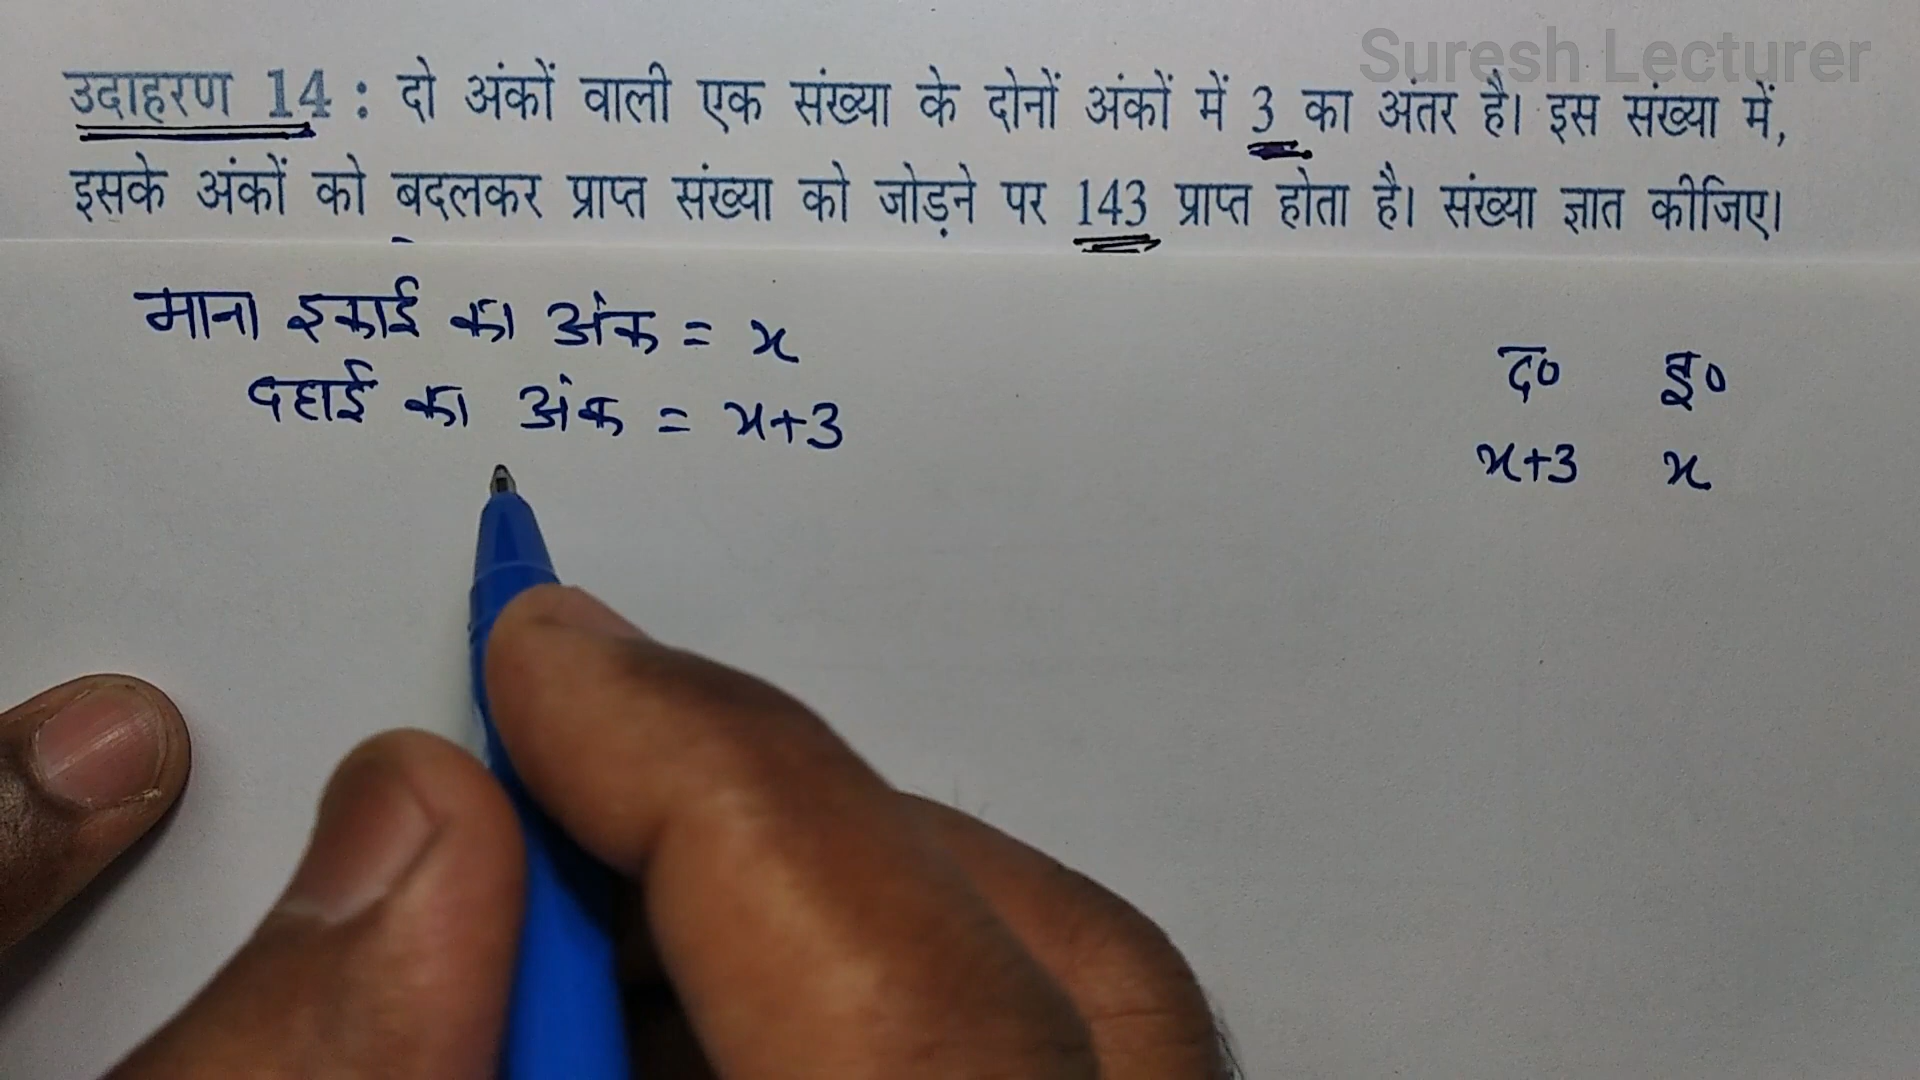 Suresh Lecturer
उदाहरण 14 : दो अंकों वाली एक संख्या के दोनों अंकों में 3 का अंतर है। इस संख्या में,
इसके अंकों को बदलकर प्राप्त संख्या को जोड़ने पर 143 प्राप्त होता है। संख्या ज्ञात कीजिए।
माना इकाई का अंक = x
दहाई का अंक = x+3
द० इ०
x+3 x